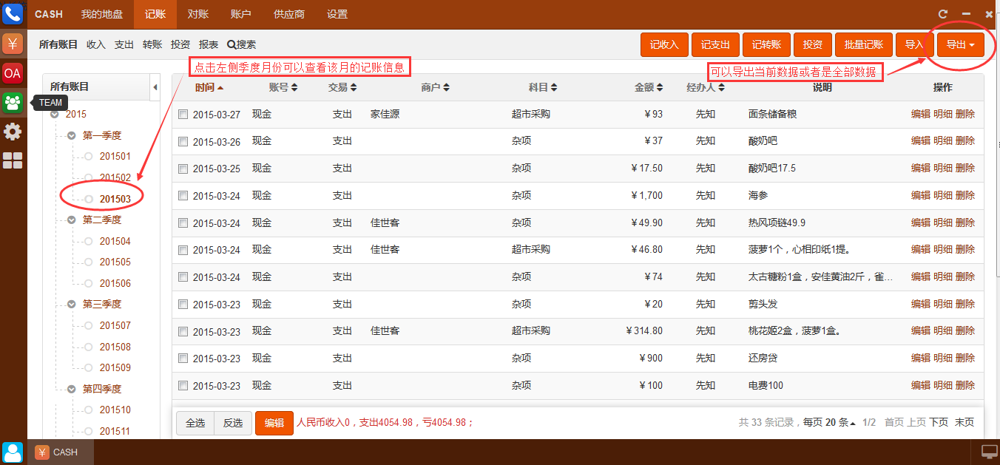 CASH 我的地盘 记账 对账 账户 供应商 设置
¥
所有账目 收入 支出 转账 投资 报表 搜索 记收入 记支出 记转账 投资 批量记账 导入 导出
OA
点击左侧季度月份可以查看该月的记账信息
可以导出当前数据或者是全部数据
所有账目
TEAM
2015
第一季度
201501
201502
201503
第二季度
201504
201505
201506
第三季度
201507
201508
201509
第四季度
201510
201511
时间 账号 交易 商户 科目 金额 经办人 说明 操作
2015-03-27 现金 支出 家佳源 超市采购 ¥93 先知 面条储备粮 编辑 明细 删除
2015-03-26 现金 支出 杂项 ¥37 先知 酸奶吧 编辑 明细 删除
2015-03-25 现金 支出 杂项 ¥17.50 先知 酸奶吧17.5 编辑 明细 删除
2015-03-24 现金 支出 杂项 ¥1,700 先知 海参 编辑 明细 删除
2015-03-24 现金 支出 佳世客 杂项 ¥49.90 先知 热风项链49.9 编辑 明细 删除
2015-03-24 现金 支出 佳世客 超市采购 ¥46.80 先知 菠萝1个，心相印纸1提。 编辑 明细 删除
2015-03-24 现金 支出 杂项 ¥74 先知 太古糖粉1盒，安佳黄油2斤，雀... 编辑 明细 删除
2015-03-23 现金 支出 杂项 ¥20 先知 剪头发 编辑 明细 删除
2015-03-23 现金 支出 佳世客 超市采购 ¥314.80 先知 桃花姬2盒，菠萝1盒。 编辑 明细 删除
2015-03-23 现金 支出 杂项 ¥900 先知 还房贷 编辑 明细 删除
2015-03-23 现金 支出 杂项 ¥100 先知 电费100 编辑 明细 删除
全选 反选 编辑 人民币收入0，支出4054.98，亏4054.98； 共 33 条记录，每页 20 条 1/2 首页 上页 下页 末页
¥ CASH